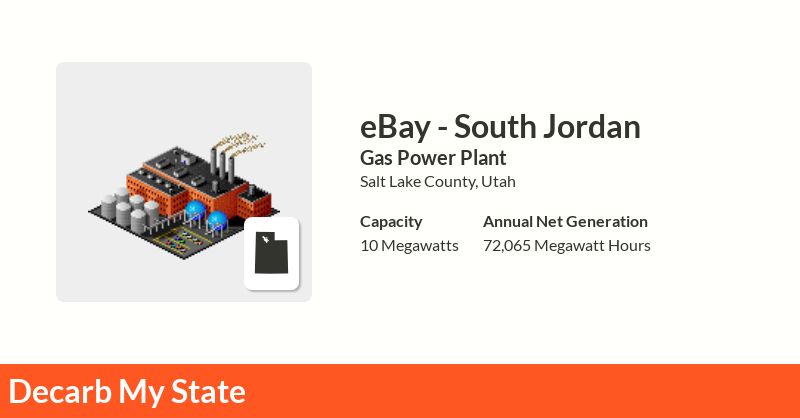 eBay - South Jordan
Gas Power Plant
Salt Lake County, Utah
Capacity
10 Megawatts
Annual Net Generation
72,065 Megawatt Hours
Decarb My State